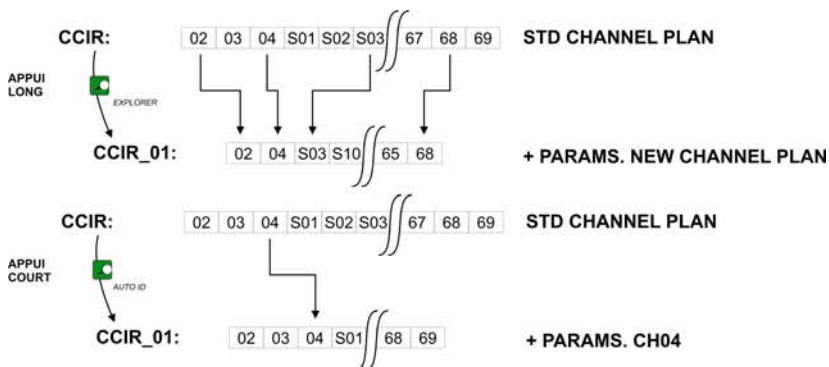 CCIR: 02 03 04 S01 S02 S03 67 68 69 STD CHANNEL PLAN
APPUI
LONG
EXPLORER
CCIR_01: 02 04 S03 S10 65 68 + PARAMS. NEW CHANNEL PLAN
CCIR: 02 03 04 S01 S02 S03 67 68 69 STD CHANNEL PLAN
APPUI
COURT
AUTO ID
CCIR_01: 02 03 04 S01 68 69 + PARAMS. CH04